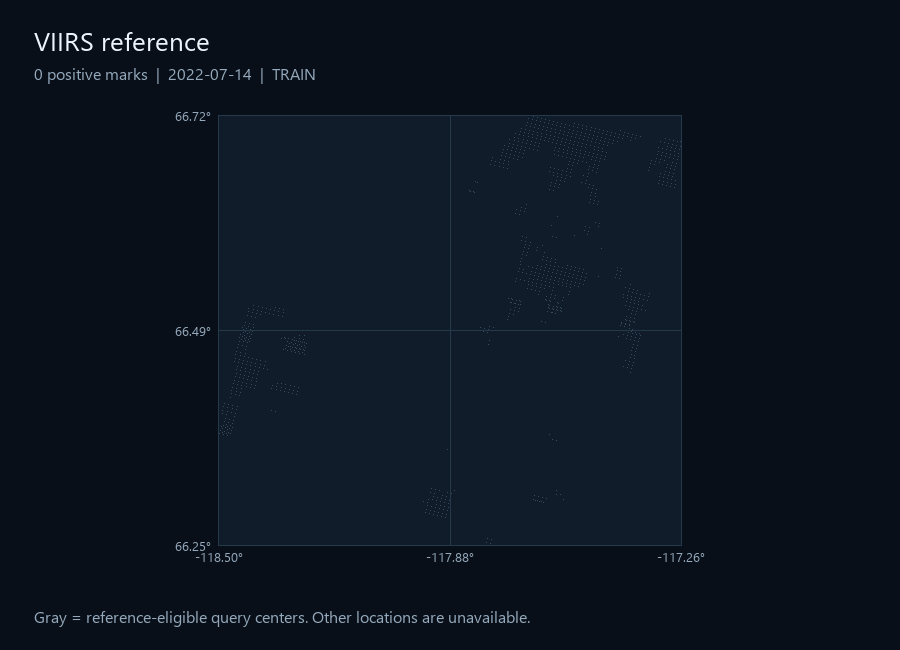 VIIRS reference
0 positive marks | 2022-07-14 | TRAIN
66.72°
66.49°
66.25°
-118.50° -117.88° -117.26°
Gray = reference-eligible query centers. Other locations are unavailable.